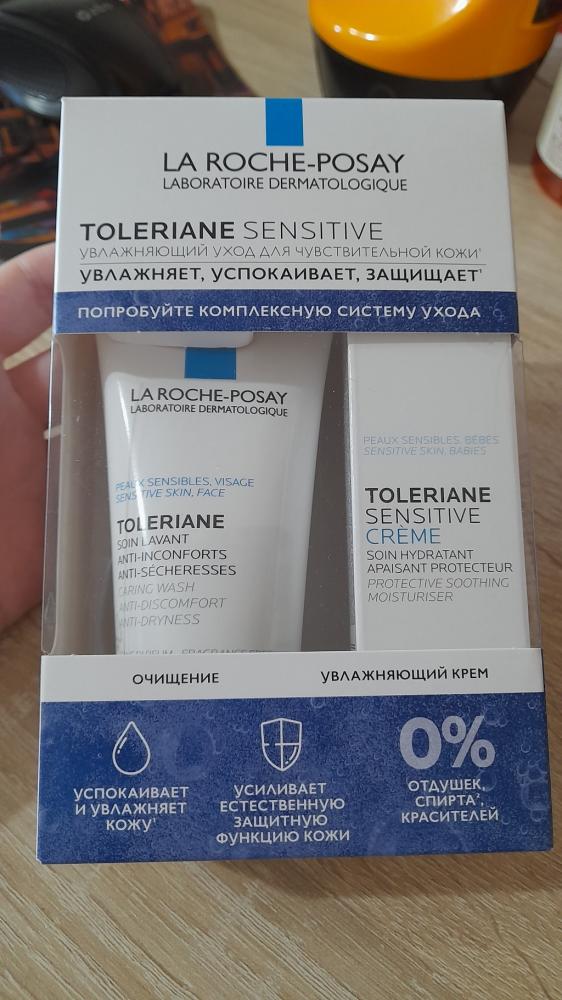 LA ROCHE-POSAY
LABORATOIRE DERMATOLOGIQUE
TOLERIANE SENSITIVE
УВЛАЖНЯЮЩИЙ УХОД ДЛЯ ЧУВСТВИТЕЛЬНОЙ КОЖИ¹
УВЛАЖНЯЕТ, УСПОКАИВАЕТ, ЗАЩИЩАЕТ¹
ПОПРОБУЙТЕ КОМПЛЕКСНУЮ СИСТЕМУ УХОДА
LA ROCHE-POSAY
LABORATOIRE DERMATOLOGIQUE
PEAUX SENSIBLES, VISAGE
SENSITIVE SKIN, FACE
TOLERIANE
SOIN LAVANT
ANTI-INCONFORTS
ANTI-SÉCHERESSES
CARING WASH
ANTI-DISCOMFORT
ANTI-DRYNESS
PEAUX SENSIBLES, BÉBÉS
SENSITIVE SKIN, BABIES
TOLERIANE
SENSITIVE
CRÈME
SOIN HYDRATANT
APAISANT PROTECTEUR
PROTECTIVE SOOTHING
MOISTURISER
ОЧИЩЕНИЕ
УВЛАЖНЯЮЩИЙ КРЕМ
УСПОКАИВАЕТ
И УВЛАЖНЯЕТ
КОЖУ¹
УСИЛИВАЕТ
ЕСТЕСТВЕННУЮ
ЗАЩИТНУЮ
ФУНКЦИЮ КОЖИ
0%
ОТДУШЕК,
СПИРТА²,
КРАСИТЕЛЕЙ